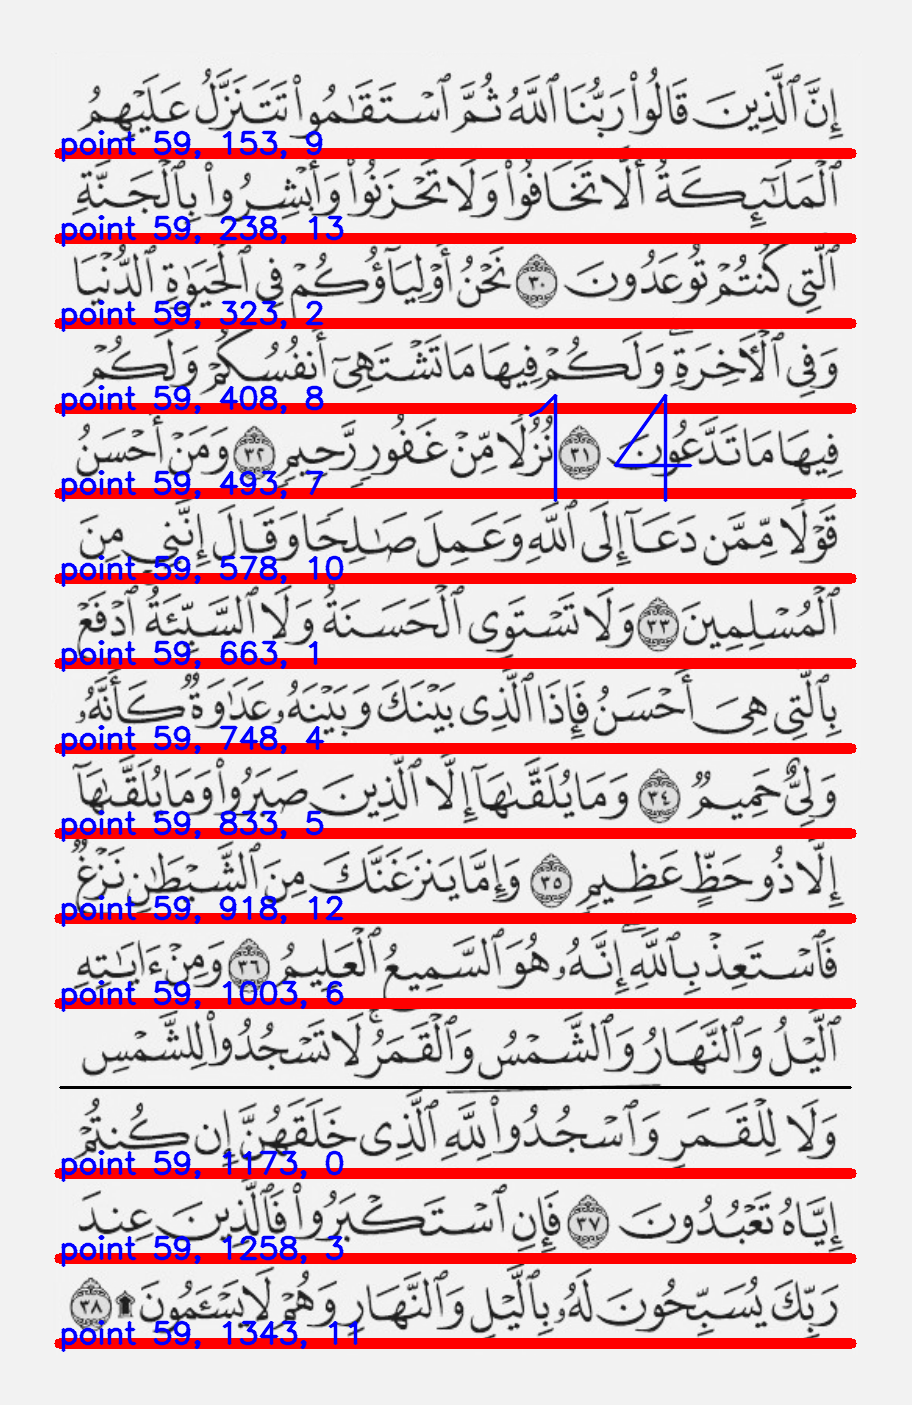 إِنَّ ٱلَّذِينَ قَالُوا۟ رَبُّنَا ٱللَّهُ ثُمَّ ٱسْتَقَٰمُوا۟ تَتَنَزَّلُ عَلَيْهِمُ
point 59, 153, 9
ٱلْمَلَٰٓئِكَةُ أَلَّا تَخَافُوا۟ وَلَا تَحْزَنُوا۟ وَأَبْشِرُوا۟ بِٱلْجَنَّةِ
point 59, 238, 13
ٱلَّتِى كُنتُمْ تُوعَدُونَ ٣٠ نَحْنُ أَوْلِيَآؤُكُمْ فِى ٱلْحَيَوٰةِ ٱلدُّنْيَا
point 59, 323, 2
وَفِى ٱلْءَاخِرَةِ ۖ وَلَكُمْ فِيهَا مَا تَشْتَهِىٓ أَنفُسُكُمْ وَلَكُمْ
point 59, 408, 8
فِيهَا مَا تَدَّعُونَ ٣١ نُزُلًا مِّنْ غَفُورٍ رَّحِيمٍ ٣٢ وَمَنْ أَحْسَنُ
14
point 59, 493, 7
قَوْلًا مِّمَّن دَعَآ إِلَى ٱللَّهِ وَعَمِلَ صَٰلِحًا وَقَالَ إِنَّنِى مِنَ
point 59, 578, 10
ٱلْمُسْلِمِينَ ٣٣ وَلَا تَسْتَوِى ٱلْحَسَنَةُ وَلَا ٱلسَّيِّئَةُ ۚ ٱدْفَعْ
point 59, 663, 1
بِٱلَّتِى هِىَ أَحْسَنُ فَإِذَا ٱلَّذِى بَيْنَكَ وَبَيْنَهُۥ عَدَٰوَةٌ كَأَنَّهُۥ
point 59, 748, 4
وَلِىٌّ حَمِيمٌ ٣٤ وَمَا يُلَقَّىٰهَآ إِلَّا ٱلَّذِينَ صَبَرُوا۟ وَمَا يُلَقَّىٰهَآ
point 59, 833, 5
إِلَّا ذُو حَظٍّ عَظِيمٍ ٣٥ وَإِمَّا يَنزَغَنَّكَ مِنَ ٱلشَّيْطَٰنِ نَزْغٌ
point 59, 918, 12
فَٱسْتَعِذْ بِٱللَّهِ ۖ إِنَّهُۥ هُوَ ٱلسَّمِيعُ ٱلْعَلِيمُ ٣٦ وَمِنْ ءَايَٰتِهِ
point 59, 1003, 6
ٱلَّيْلُ وَٱلنَّهَارُ وَٱلشَّمْسُ وَٱلْقَمَرُ ۚ لَا تَسْجُدُوا۟ لِلشَّمْسِ
وَلَا لِلْقَمَرِ وَٱسْجُدُوا۟ لِلَّهِ ٱلَّذِى خَلَقَهُنَّ إِن كُنتُمْ
point 59, 1173, 0
إِيَّاهُ تَعْبُدُونَ ٣٧ فَإِنِ ٱسْتَكْبَرُوا۟ فَٱلَّذِينَ عِندَ
point 59, 1258, 3
رَبِّكَ يُسَبِّحُونَ لَهُۥ بِٱلَّيْلِ وَٱلنَّهَارِ وَهُمْ لَا يَسْـَٔمُونَ ۩ ٣٨
point 59, 1343, 11